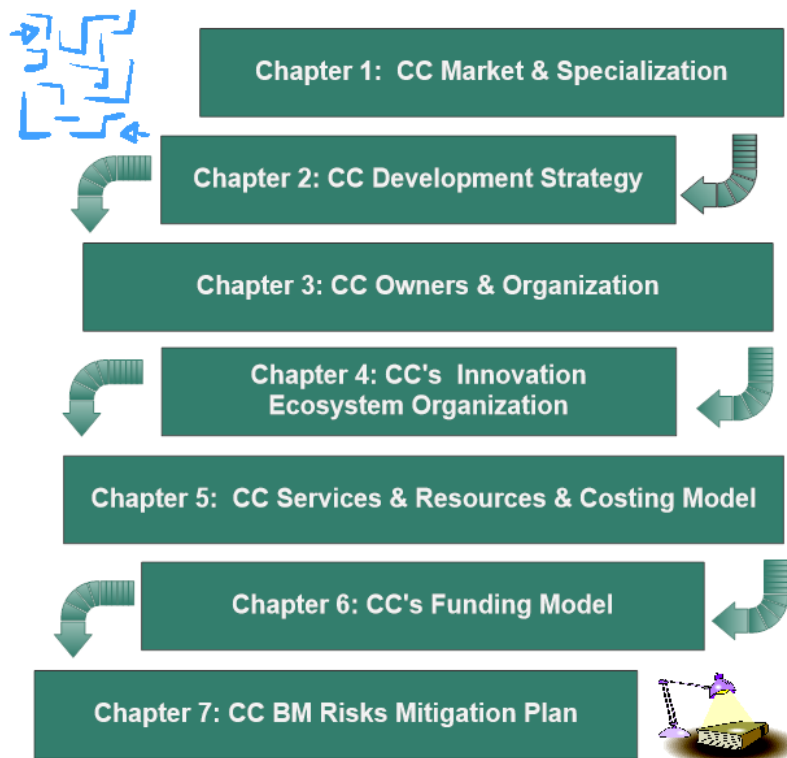 Chapter 1:  CC Market & Specialization
Chapter 2: CC Development Strategy
Chapter 3: CC Owners & Organization
Chapter 4: CC's  Innovation
Ecosystem Organization
Chapter 5:  CC Services & Resources & Costing Model
Chapter 6: CC's Funding Model
Chapter 7: CC BM Risks Mitigation Plan